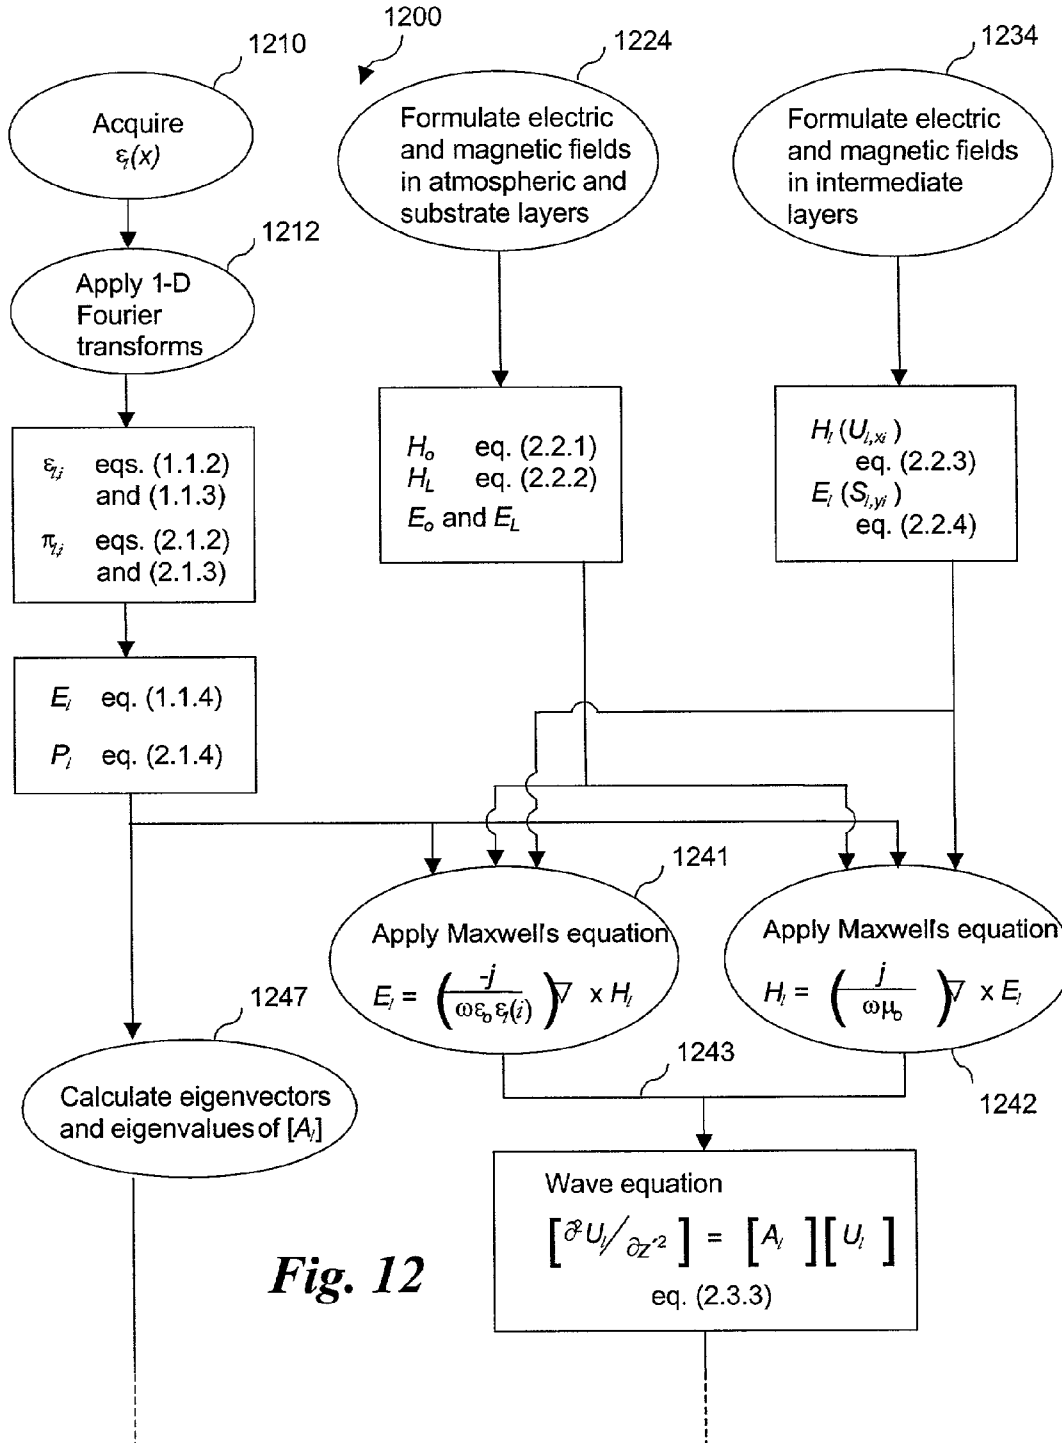 1200
1210
Acquire
εₗ(x)
1212
Apply 1-D
Fourier
transforms
εₗ,ᵢ eqs. (1.1.2)
and (1.1.3)
πₗ,ᵢ eqs. (2.1.2)
and (2.1.3)
Eₗ eq. (1.1.4)
Pₗ eq. (2.1.4)
1224
Formulate electric
and magnetic fields
in atmospheric and
substrate layers
Hₒ eq. (2.2.1)
H_L eq. (2.2.2)
Eₒ and E_L
1234
Formulate electric
and magnetic fields
in intermediate
layers
Hₗ (Uₗ,ₓᵢ)
eq. (2.2.3)
Eₗ (S_{l,yi})
eq. (2.2.4)
1241
Apply Maxwell's equation
Eₗ = (-j / ωεₒεₗ(i)) ∇ x Hₗ
Apply Maxwell's equation
Hₗ = (j / ωμₒ) ∇ x Eₗ
1242
1243
1247
Calculate eigenvectors
and eigenvalues of [Aₗ]
Wave equation
[∂²Uₗ/∂z'²] = [Aₗ][Uₗ]
eq. (2.3.3)
Fig. 12